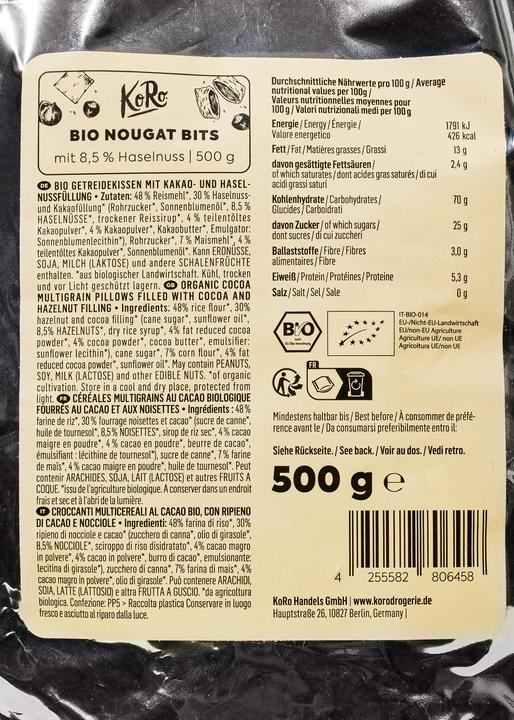 KoRo
BIO NOUGAT BITS
mit 8,5 % Haselnuss | 500 g
DE BIO GETREIDEKISSEN MIT KAKAO- UND HASEL-
NUSSFÜLLUNG • Zutaten: 48 % Reismehl*, 30 % Haselnuss-
und Kakaofüllung* (Rohrzucker*, Sonnenblumenöl*, 8,5 %
HASELNÜSSE*, trockener Reissirup*, 4 % teilentöltes
Kakaopulver*, 4 % Kakaopulver*, Kakaobutter*, Emulgator:
Sonnenblumenlecithin*), Rohrzucker*, 7 % Maismehl*, 4 %
teilentöltes Kakaopulver*, Sonnenblumenöl*. Kann ERDNÜSSE,
SOJA, MILCH (LAKTOSE) und andere SCHALENFRÜCHTE
enthalten. *aus biologischer Landwirtschaft. Kühl, trocken
und vor Licht geschützt lagern. GB ORGANIC COCOA
MULTIGRAIN PILLOWS FILLED WITH COCOA AND
HAZELNUT FILLING • Ingredients: 48% rice flour*, 30%
hazelnut and cocoa filling* (cane sugar*, sunflower oil*,
8,5% HAZELNUTS*, dry rice syrup*, 4% fat reduced cocoa
powder*, 4% cocoa powder*, cocoa butter*, emulsifier:
sunflower lecithin*), cane sugar*, 7% corn flour*, 4% fat
reduced cocoa powder*, sunflower oil*. May contain PEANUTS,
SOY, MILK (LACTOSE) and other EDIBLE NUTS. *of organic
cultivation. Store in a cool and dry place, protected from
light. FR CÉRÉALES MULTIGRAINS AU CACAO BIOLOGIQUE
FOURRÉS AU CACAO ET AUX NOISETTES • Ingrédients : 48 %
farine de riz*, 30 % fourrage noisettes et cacao* (sucre de canne*,
huile de tournesol*, 8,5 % NOISETTES*, sirop de riz sec*, 4 % cacao
maigre en poudre*, 4 % cacao en poudre*, beurre de cacao*,
émulsifiant : lécithine de tournesol*), sucre de canne*, 7 % farine
de maïs*, 4 % cacao maigre en poudre*, huile de tournesol*. Peut
contenir ARACHIDES, SOJA, LAIT (LACTOSE) et autres FRUITS A
COQUE. *issu de l'agriculture biologique. A conserver dans un endroit
frais et sec et à l'abri de la lumière.
IT CROCCANTI MULTICEREALI AL CACAO BIO, CON RIPIENO
DI CACAO E NOCCIOLE • Ingredienti: 48% farina di riso*, 30%
ripieno di nocciole e cacao* (zucchero di canna*, olio di girasole*,
8,5% NOCCIOLE*, sciroppo di riso disidratato*, 4% cacao magro
in polvere*, 4% cacao in polvere*, burro di cacao*, emulsionante:
lecitina di girasole*), zucchero di canna*, 7% farina di mais*, 4%
cacao magro in polvere*, olio di girasole*. Può contenere ARACHIDI,
SOIA, LATTE (LATTOSIO) e altra FRUTTA A GUSCIO. *da agricoltura
biologica. Confezione: PP5 > Raccolta plastica Conservare in luogo
fresco e asciutto al riparo dalla luce.
Durchschnittliche Nährwerte pro 100 g / Average
nutritional values per 100g /
Valeurs nutritionnelles moyennes pour
100 g / Valori nutrizionali medi per 100 g
Energie / Energy / Énergie / 1791 kJ
Valore energetico 426 kcal
Fett / Fat / Matières grasses / Grassi 13 g
davon gesättigte Fettsäuren / 2,4 g
of which saturates / dont acides gras saturés / di cui
acidi grassi saturi
Kohlenhydrate / Carbohydrates / 70 g
Glucides / Carboidrati
davon Zucker / of which sugars / 25 g
dont sucres / di cui zuccheri
Ballaststoffe / Fibre / Fibres 3,0 g
alimentaires / Fibre
Eiweiß / Protein / Protéines / Proteine 5,3 g
Salz / Salt / Sel / Sale 0 g
BIO
nach
EG-Öko-Verordnung
IT-BIO-014
EU-/Nicht-EU-Landwirtschaft
EU/non-EU Agriculture
Agriculture UE/ non UE
Agricoltura UE/ non UE
FR
Mindestens haltbar bis / Best before / À consommer de préfé-
rence avant le / Da consumarsi preferibilmente entro il:
Siehe Rückseite. / See back. / Voir au dos. / Vedi retro.
500 g ℮
4 255582 806458
KoRo Handels GmbH | www.korodrogerie.de
Hauptstraße 26, 10827 Berlin, Germany |